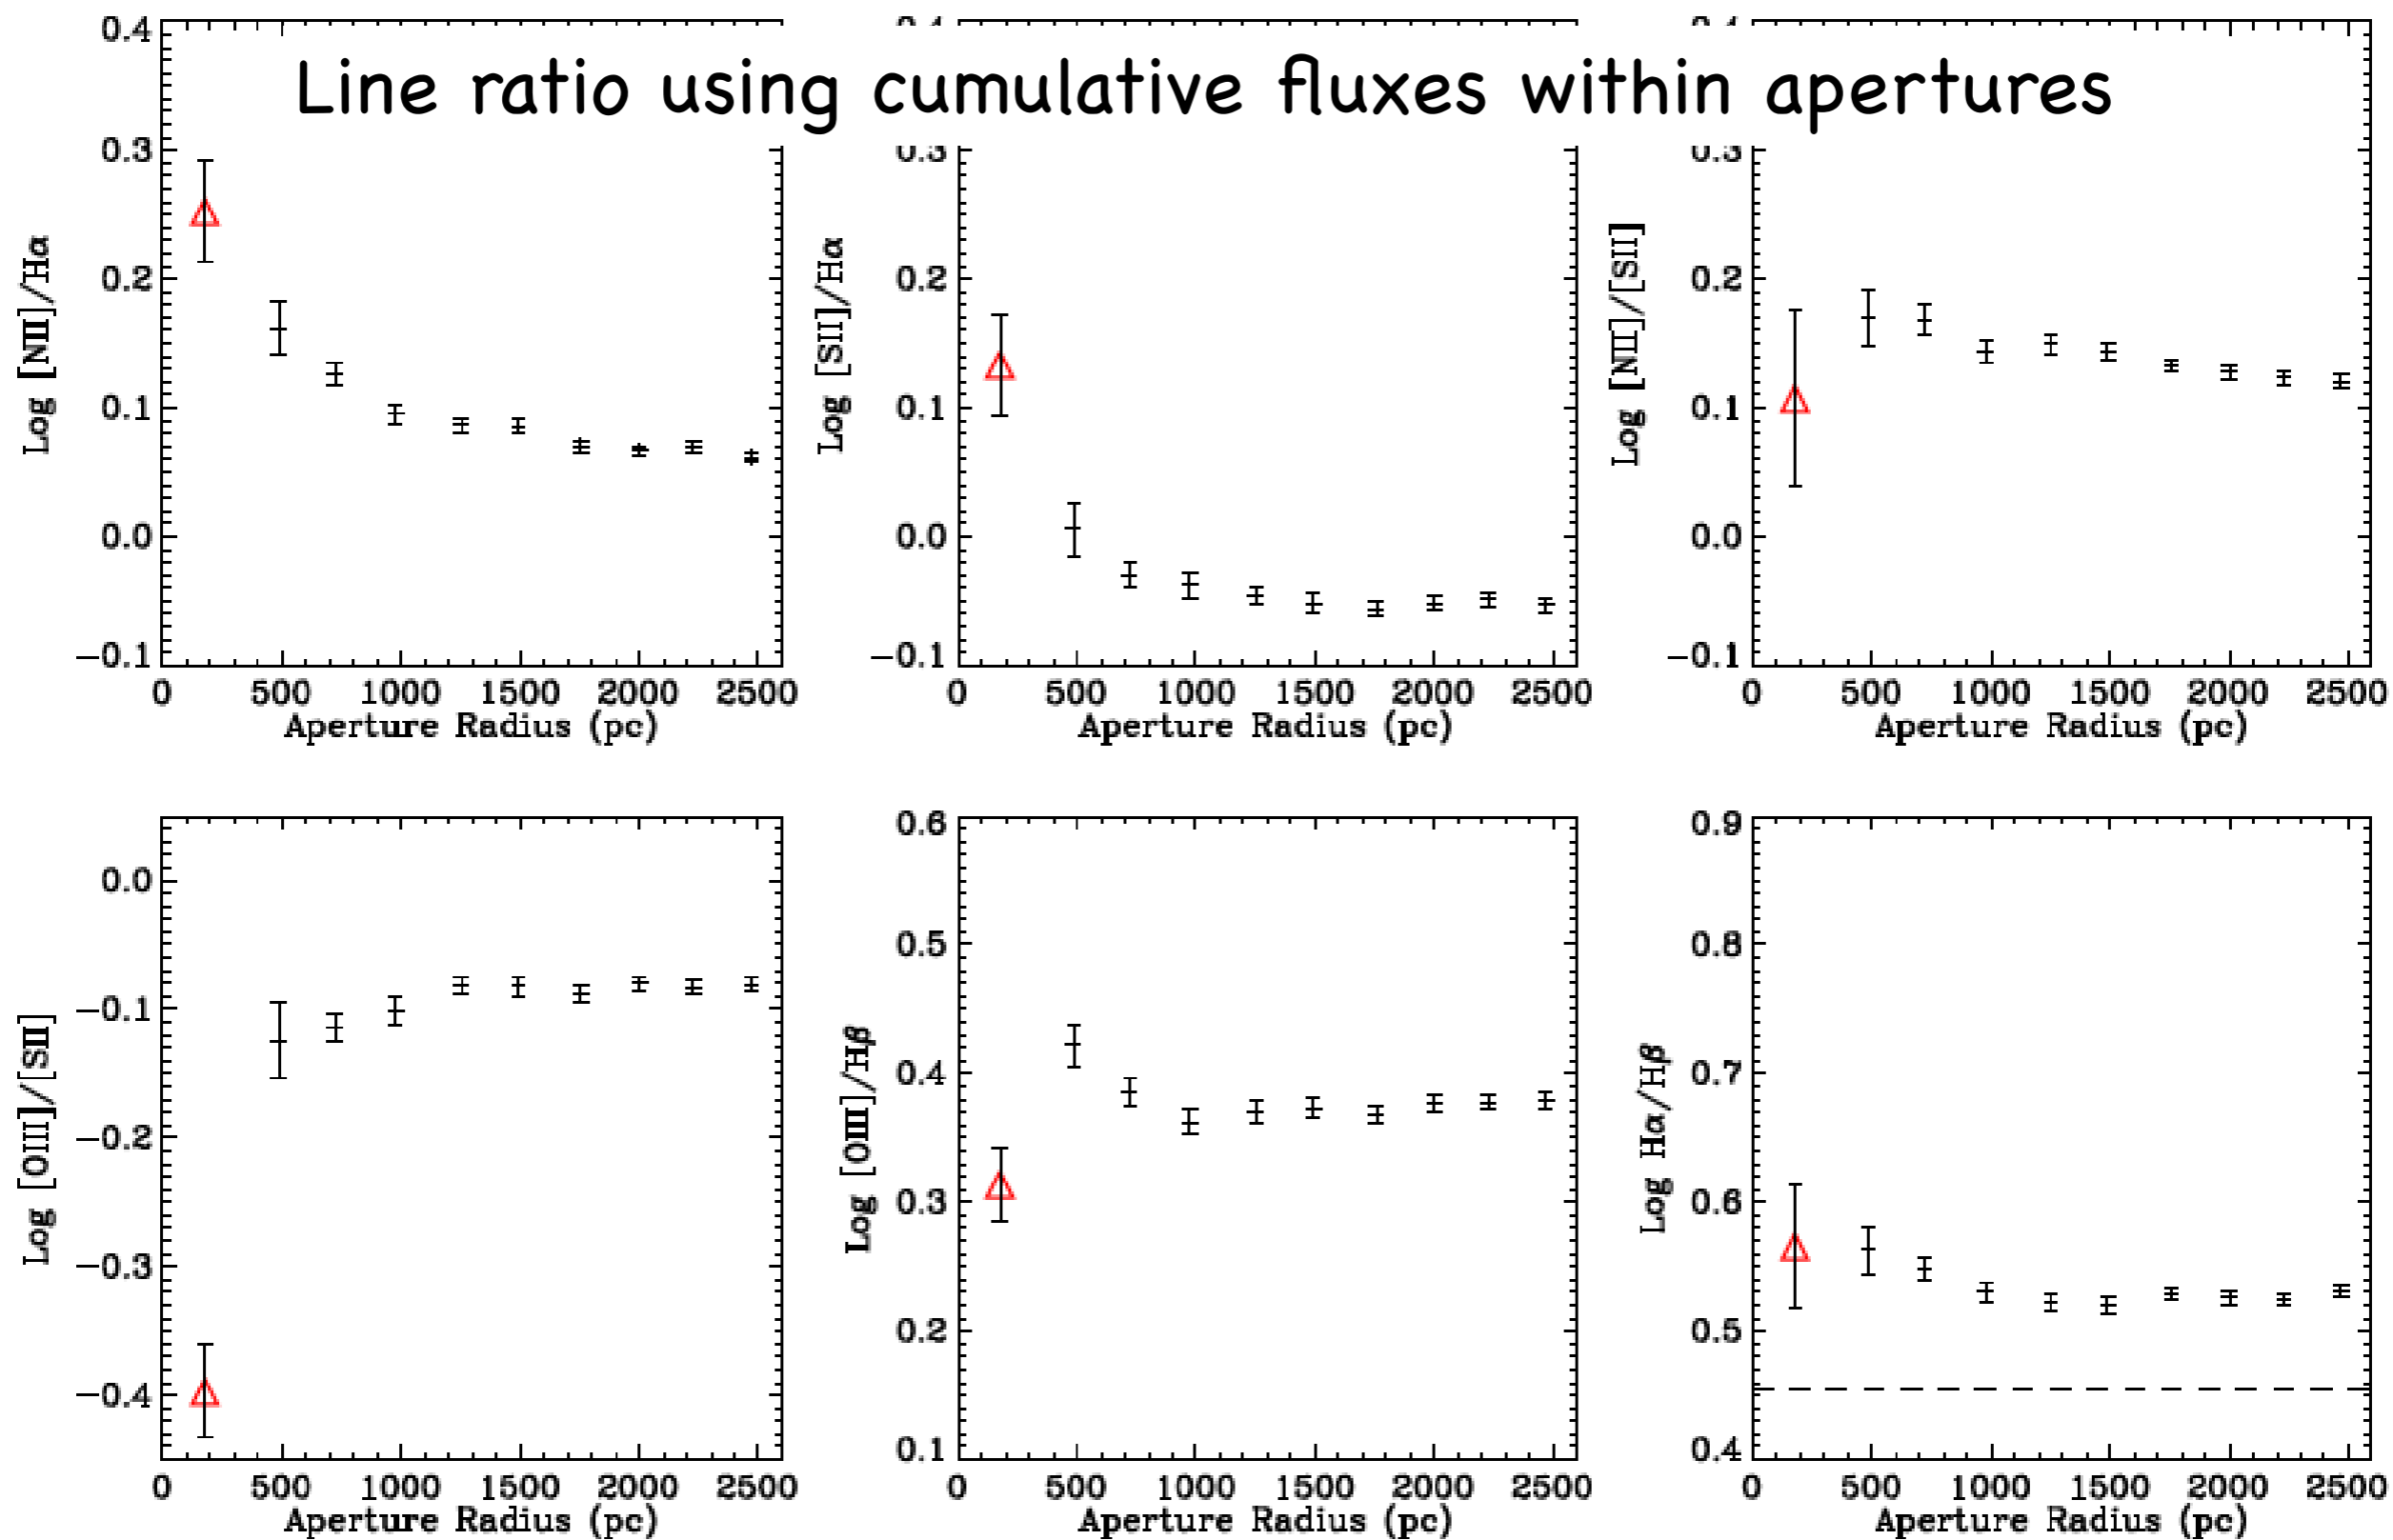 Line ratio using cumulative fluxes within apertures
0.4
0.3 0.3 0.3
0.2 0.2 0.2
0.1 0.1 0.1
0.0 0.0 0.0
−0.1 −0.1 −0.1
Log [NII]/Hα
Log [SII]/Hα
Log [NII]/[SII]
0 500 1000 1500 2000 2500 0 500 1000 1500 2000 2500 0 500 1000 1500 2000 2500
Aperture Radius (pc) Aperture Radius (pc) Aperture Radius (pc)
0.0
−0.1
−0.2
−0.3
−0.4
Log [OIII]/[SII]
0.6
0.5
0.4
0.3
0.2
0.1
Log [OIII]/Hβ
0.9
0.8
0.7
0.6
0.5
0.4
Log Hα/Hβ
0 500 1000 1500 2000 2500 0 500 1000 1500 2000 2500 0 500 1000 1500 2000 2500
Aperture Radius (pc) Aperture Radius (pc) Aperture Radius (pc)